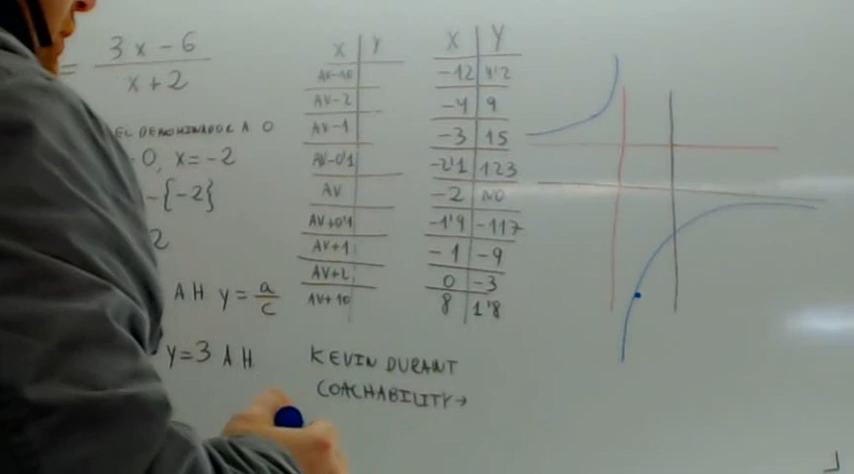 = 3x-6
x+2
EL DENOMINADOR A 0
0, x=-2
-{-2}
2
AH y=a/c
y=3 AH
X Y
AV-10
AV-2
AV-1
AV-0'1
AV
AV+0'1
AV+1
AV+2
AV+10
X Y
-12 4'2
-4 9
-3 15
-2'1 123
-2 NO
-1'9 -117
-1 -9
0 -3
8 1'8
KEVIN DURANT
COACHABILITY→